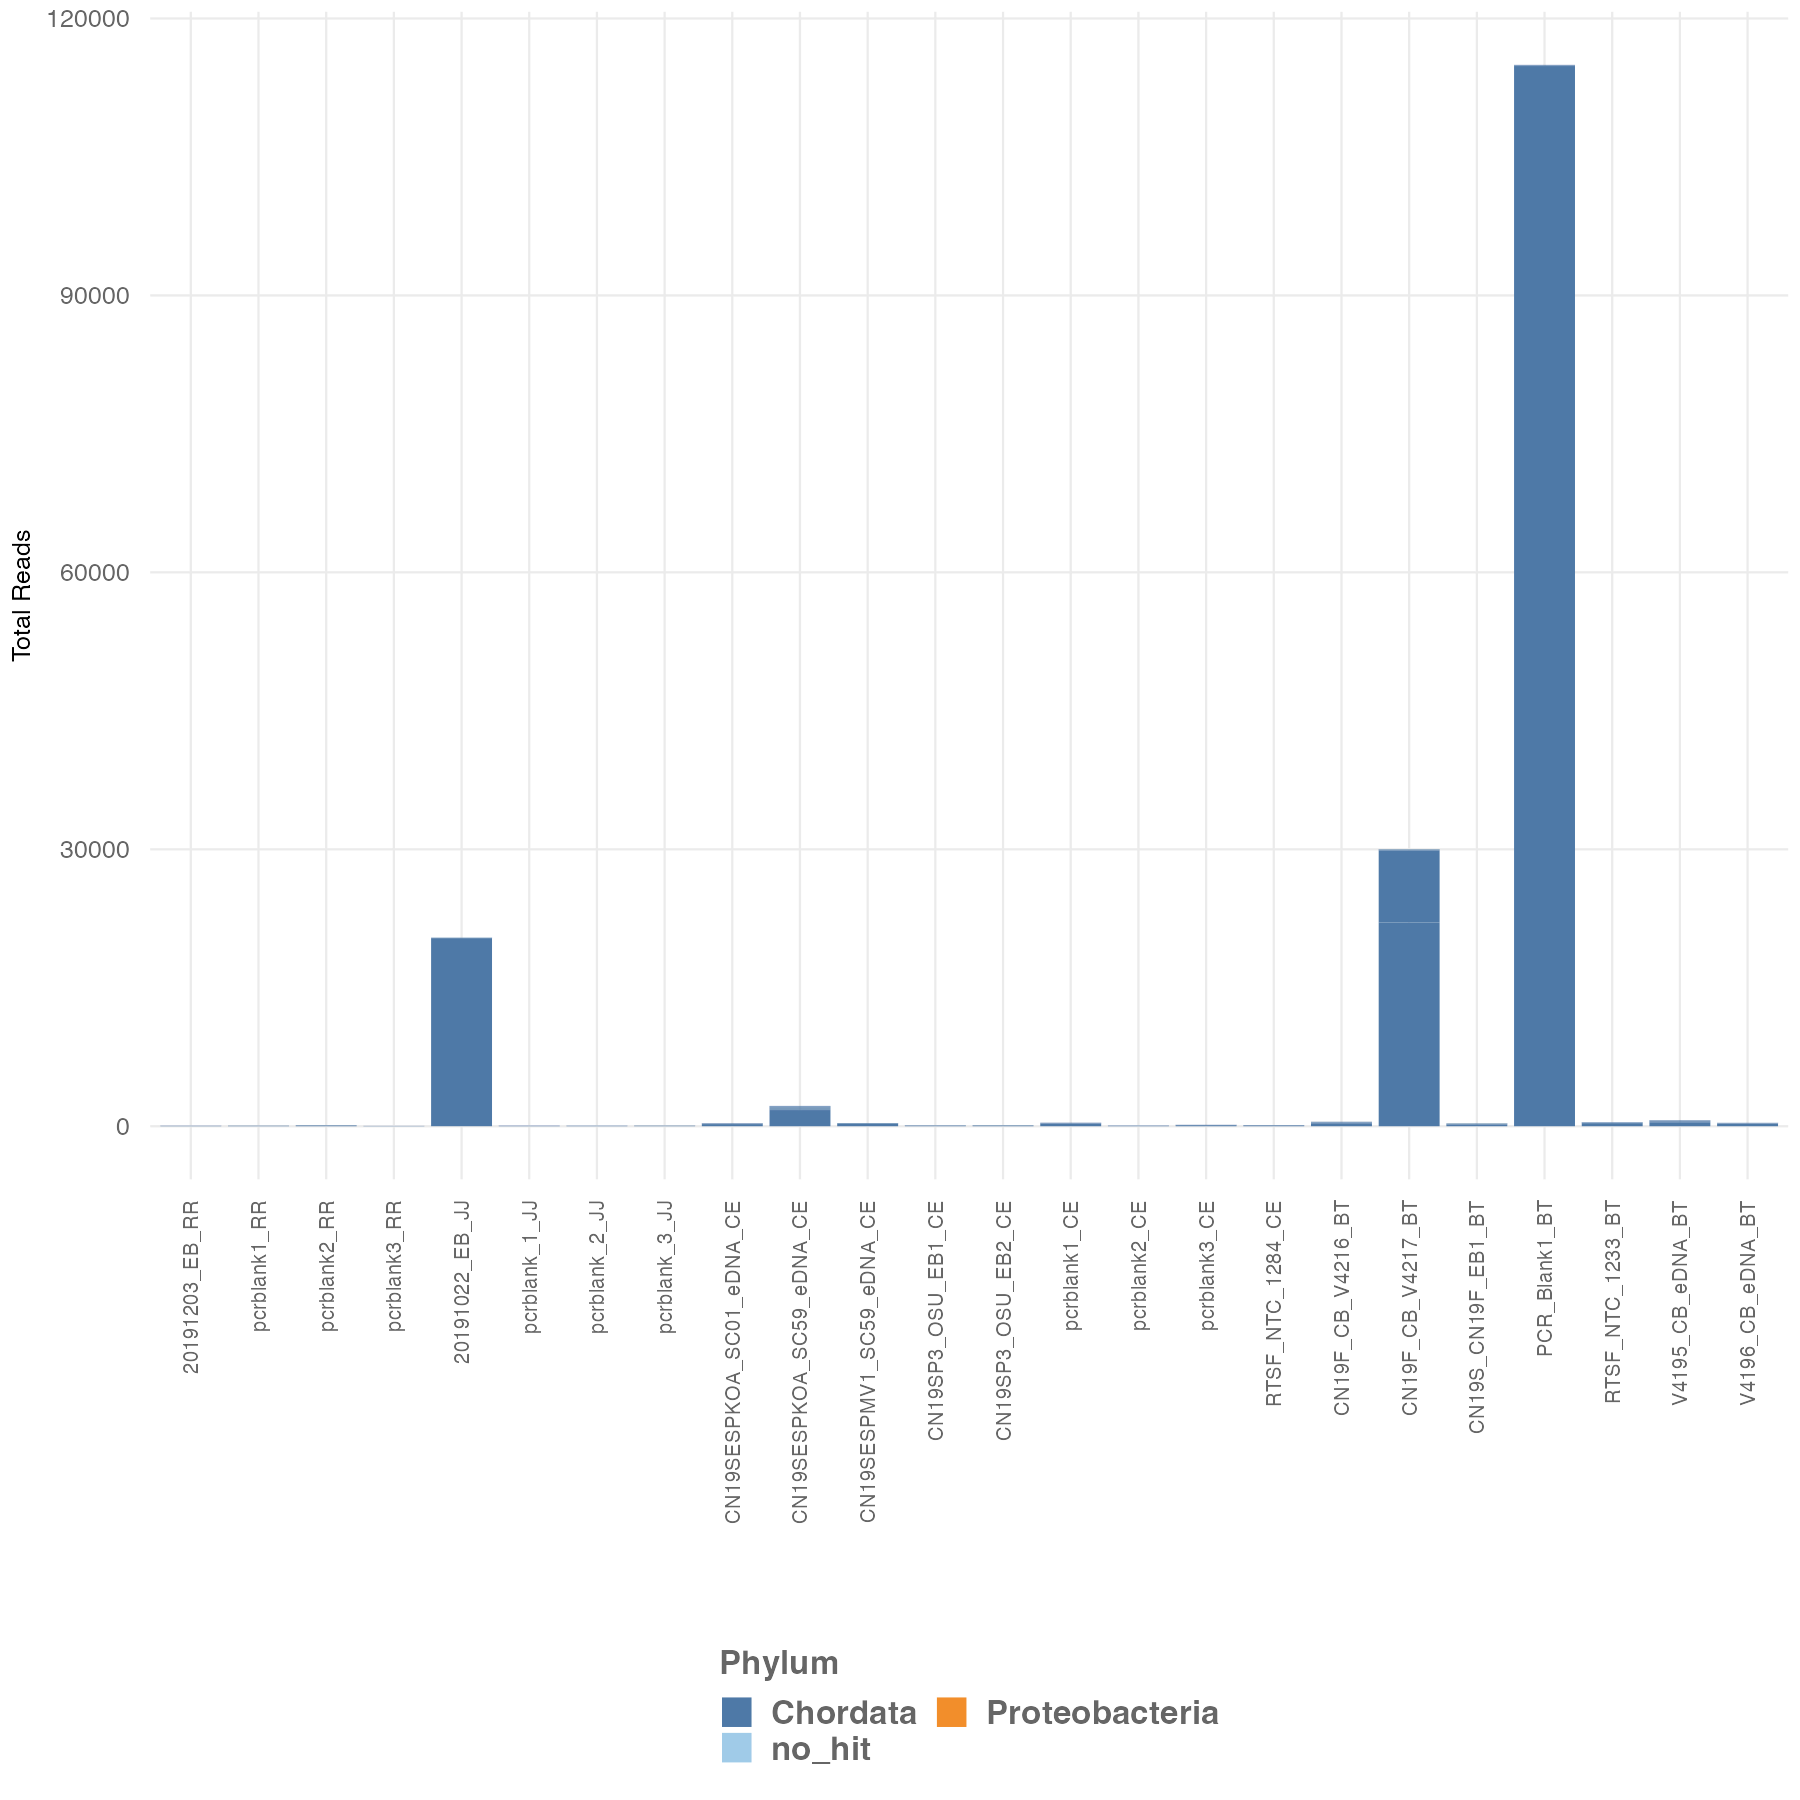 120000
90000
60000
30000
0
Total Reads
20191203_EB_RR
pcrblank1_RR
pcrblank2_RR
pcrblank3_RR
20191022_EB_JJ
pcrblank_1_JJ
pcrblank_2_JJ
pcrblank_3_JJ
CN19SESPKOA_SC01_eDNA_CE
CN19SESPKOA_SC59_eDNA_CE
CN19SESPMV1_SC59_eDNA_CE
CN19SP3_OSU_EB1_CE
CN19SP3_OSU_EB2_CE
pcrblank1_CE
pcrblank2_CE
pcrblank3_CE
RTSF_NTC_1284_CE
CN19F_CB_V4216_BT
CN19F_CB_V4217_BT
CN19S_CN19F_EB1_BT
PCR_Blank1_BT
RTSF_NTC_1233_BT
V4195_CB_eDNA_BT
V4196_CB_eDNA_BT
Phylum
Chordata Proteobacteria
no_hit